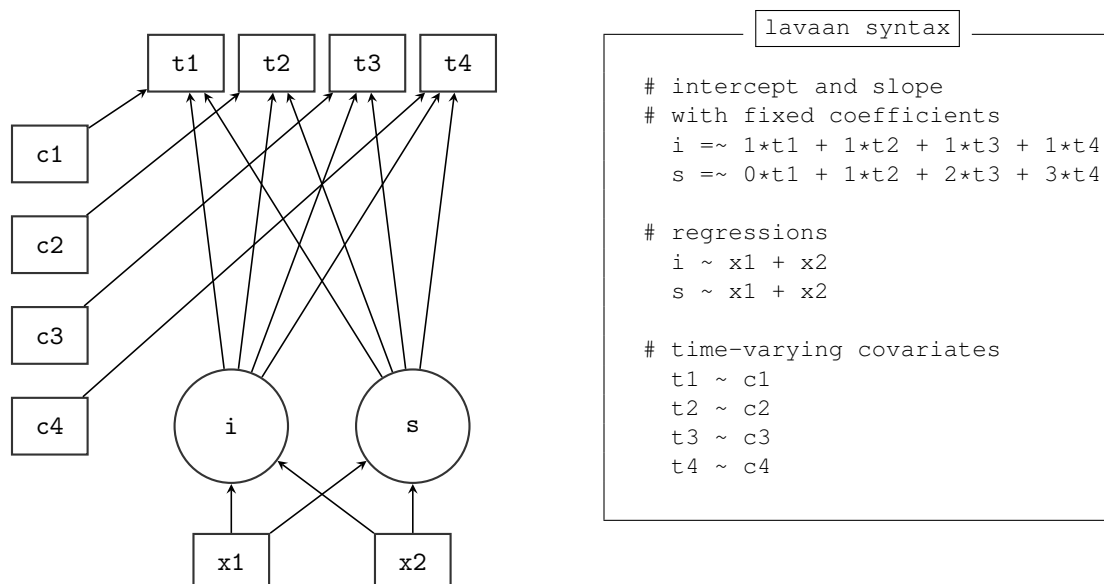 t1 t2 t3 t4
c1
c2
c3
c4
i s
x1 x2
lavaan syntax
# intercept and slope
# with fixed coefficients
i =~ 1*t1 + 1*t2 + 1*t3 + 1*t4
s =~ 0*t1 + 1*t2 + 2*t3 + 3*t4
# regressions
i ~ x1 + x2
s ~ x1 + x2
# time-varying covariates
t1 ~ c1
t2 ~ c2
t3 ~ c3
t4 ~ c4